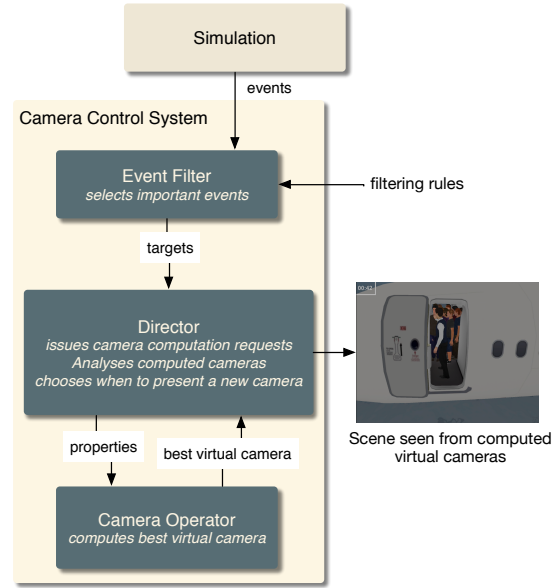 Simulation
events
Camera Control System
Event Filter
selects important events
filtering rules
targets
Director
issues camera computation requests
Analyses computed cameras
chooses when to present a new camera
00:42
Scene seen from computed
virtual cameras
properties
best virtual camera
Camera Operator
computes best virtual camera